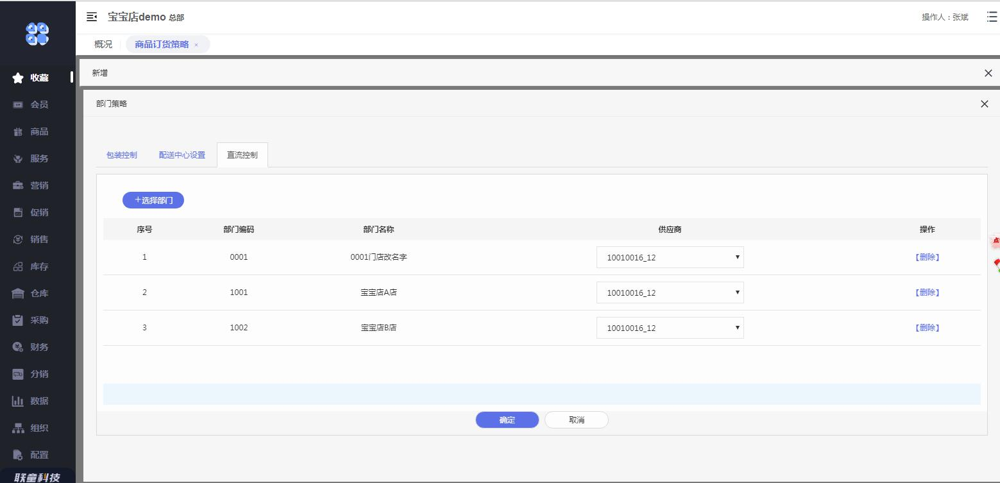 宝宝店demo 总部
操作人：张斌
概况
商品订货策略 ×
收藏
会员
商品
服务
营销
促销
销售
库存
仓库
采购
财务
分销
数据
组织
配置
联童科技
新增
部门策略
包装控制
配送中心设置
直流控制
+选择部门
序号 部门编码 部门名称 供应商 操作
1 0001 0001门店改名字 10010016_12 【删除】
2 1001 宝宝店A店 10010016_12 【删除】
3 1002 宝宝店B店 10010016_12 【删除】
确定
取消
点